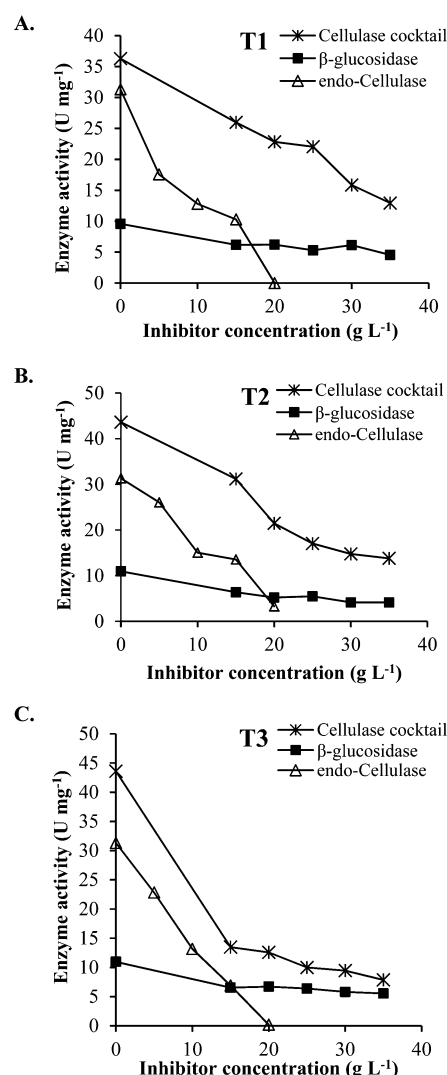 A.
T1
Cellulase cocktail
β-glucosidase
endo-Cellulase
Enzyme activity (U mg-1)
40
35
30
25
20
15
10
5
0
0 10 20 30 40
Inhibitor concentration (g L-1)
B.
T2
Cellulase cocktail
β-glucosidase
endo-Cellulase
Enzyme activity (U mg-1)
50
40
30
20
10
0
0 10 20 30 40
Inhibitor concentration (g L-1)
C.
T3
Cellulase cocktail
β-glucosidase
endo-Cellulase
Enzyme activity (U mg-1)
50
45
40
35
30
25
20
15
10
5
0
0 10 20 30 40
Inhibitor concentration (g L-1)